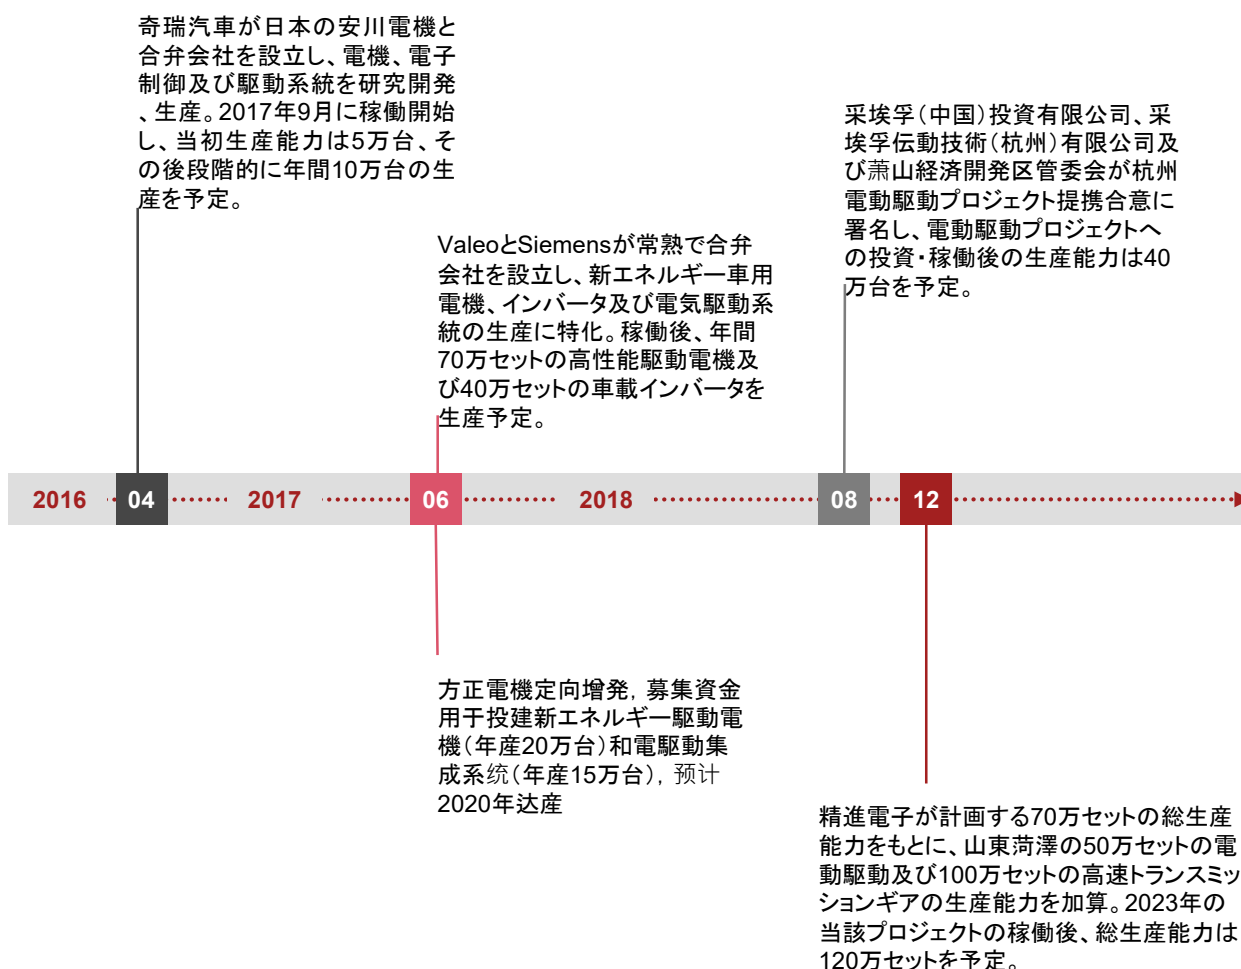 奇瑞汽車が日本の安川電機と
合弁会社を設立し、電機、電子
制御及び駆動系統を研究開発
、生産。2017年9月に稼働開始
し、当初生産能力は5万台、そ
の後段階的に年間10万台の生
産を予定。
ValeoとSiemensが常熟で合弁
会社を設立し、新エネルギー車用
電機、インバータ及び電気駆動系
統の生産に特化。稼働後、年間
70万セットの高性能駆動電機及
び40万セットの車載インバータを
生産予定。
采埃孚（中国）投資有限公司、采
埃孚伝動技術（杭州）有限公司及
び萧山経済開発区管委会が杭州
電動駆動プロジェクト提携合意に
署名し、電動駆動プロジェクトへ
の投資・稼働後の生産能力は40
万台を予定。
2016 04 2017 06 2018 08 12
方正電機定向增発，募集資金
用于投建新エネルギー駆動電
機（年産20万台）和電駆動集
成系统（年産15万台），预计
2020年达産
精進電子が計画する70万セットの総生産
能力をもとに、山東菏澤の50万セットの電
動駆動及び100万セットの高速トランスミッ
ションギアの生産能力を加算。2023年の
当該プロジェクトの稼働後、総生産能力は
120万セットを予定。